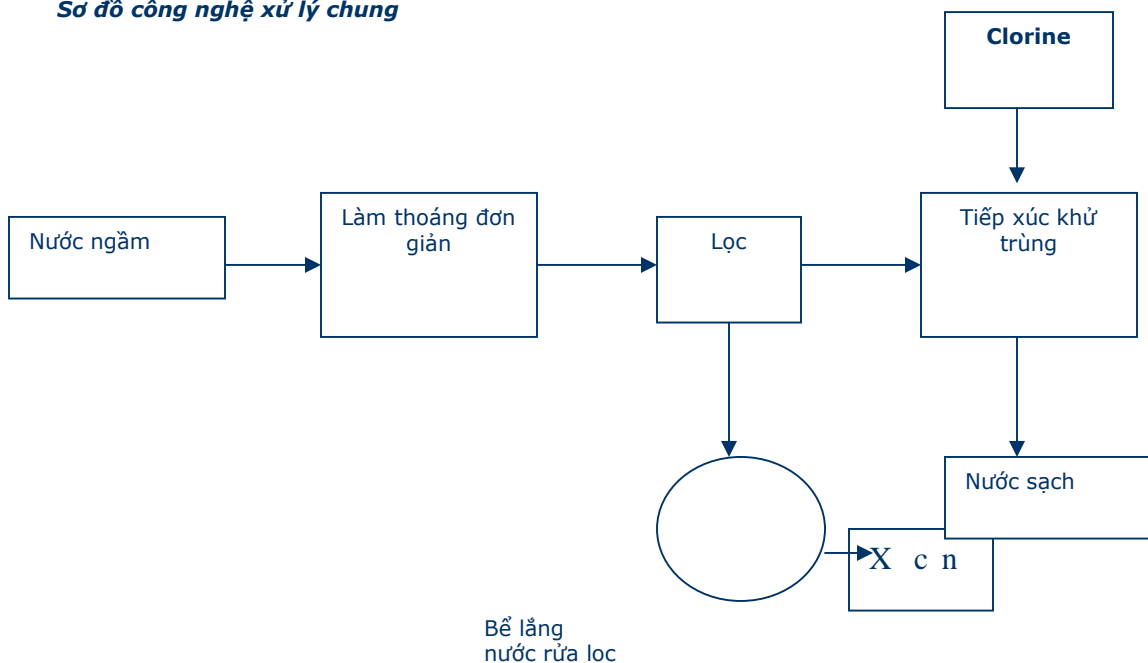 Sơ đồ công nghệ xử lý chung
Clorine
Nước ngầm
Làm thoáng đơn
giản
Lọc
Tiếp xúc khử
trùng
Nước sạch
X c n
Bể lắng
nước rửa loc